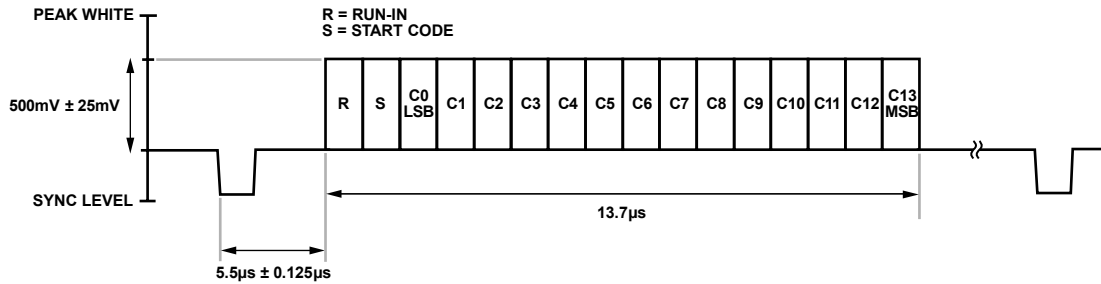 PEAK WHITE
R = RUN-IN
S = START CODE
500mV ± 25mV
R
S
C0
LSB
C1
C2
C3
C4
C5
C6
C7
C8
C9
C10
C11
C12
C13
MSB
SYNC LEVEL
13.7µs
5.5µs ± 0.125µs